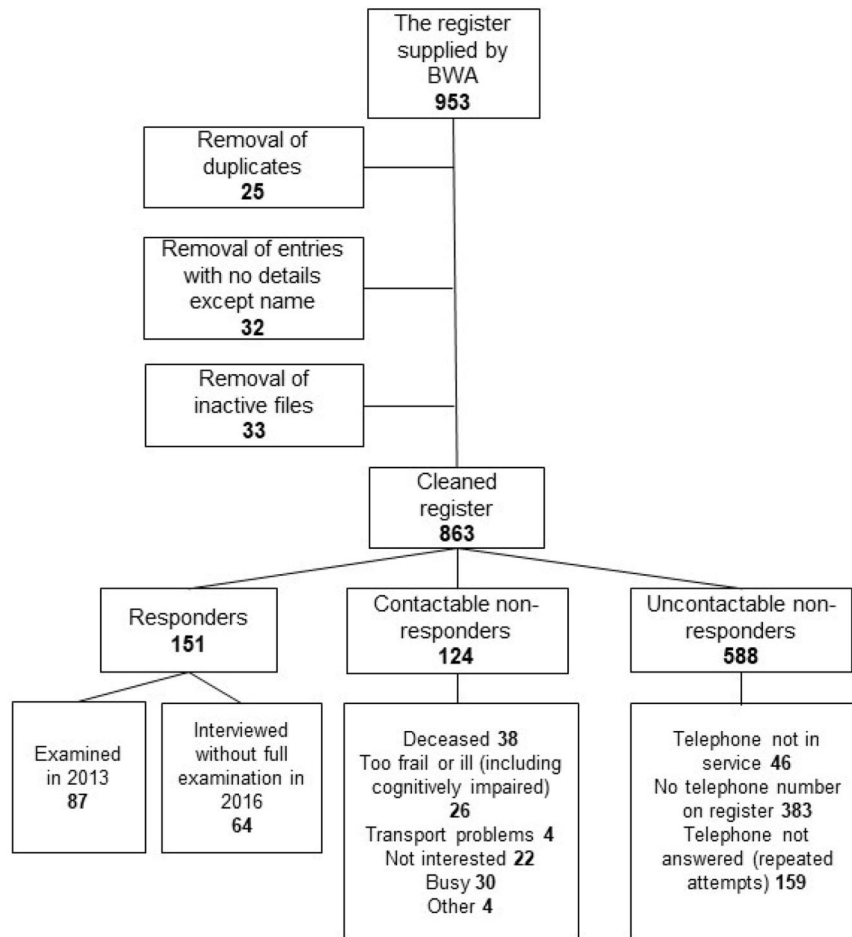 The register
supplied by
BWA
953
Removal of
duplicates
25
Removal of entries
with no details
except name
32
Removal of
inactive files
33
Cleaned
register
863
Responders
151
Contactable non-
responders
124
Uncontactable non-
responders
588
Examined
in 2013
87
Interviewed
without full
examination in
2016
64
Deceased 38
Too frail or ill (including
cognitively impaired)
26
Transport problems 4
Not interested 22
Busy 30
Other 4
Telephone not in
service 46
No telephone number
on register 383
Telephone not
answered (repeated
attempts) 159